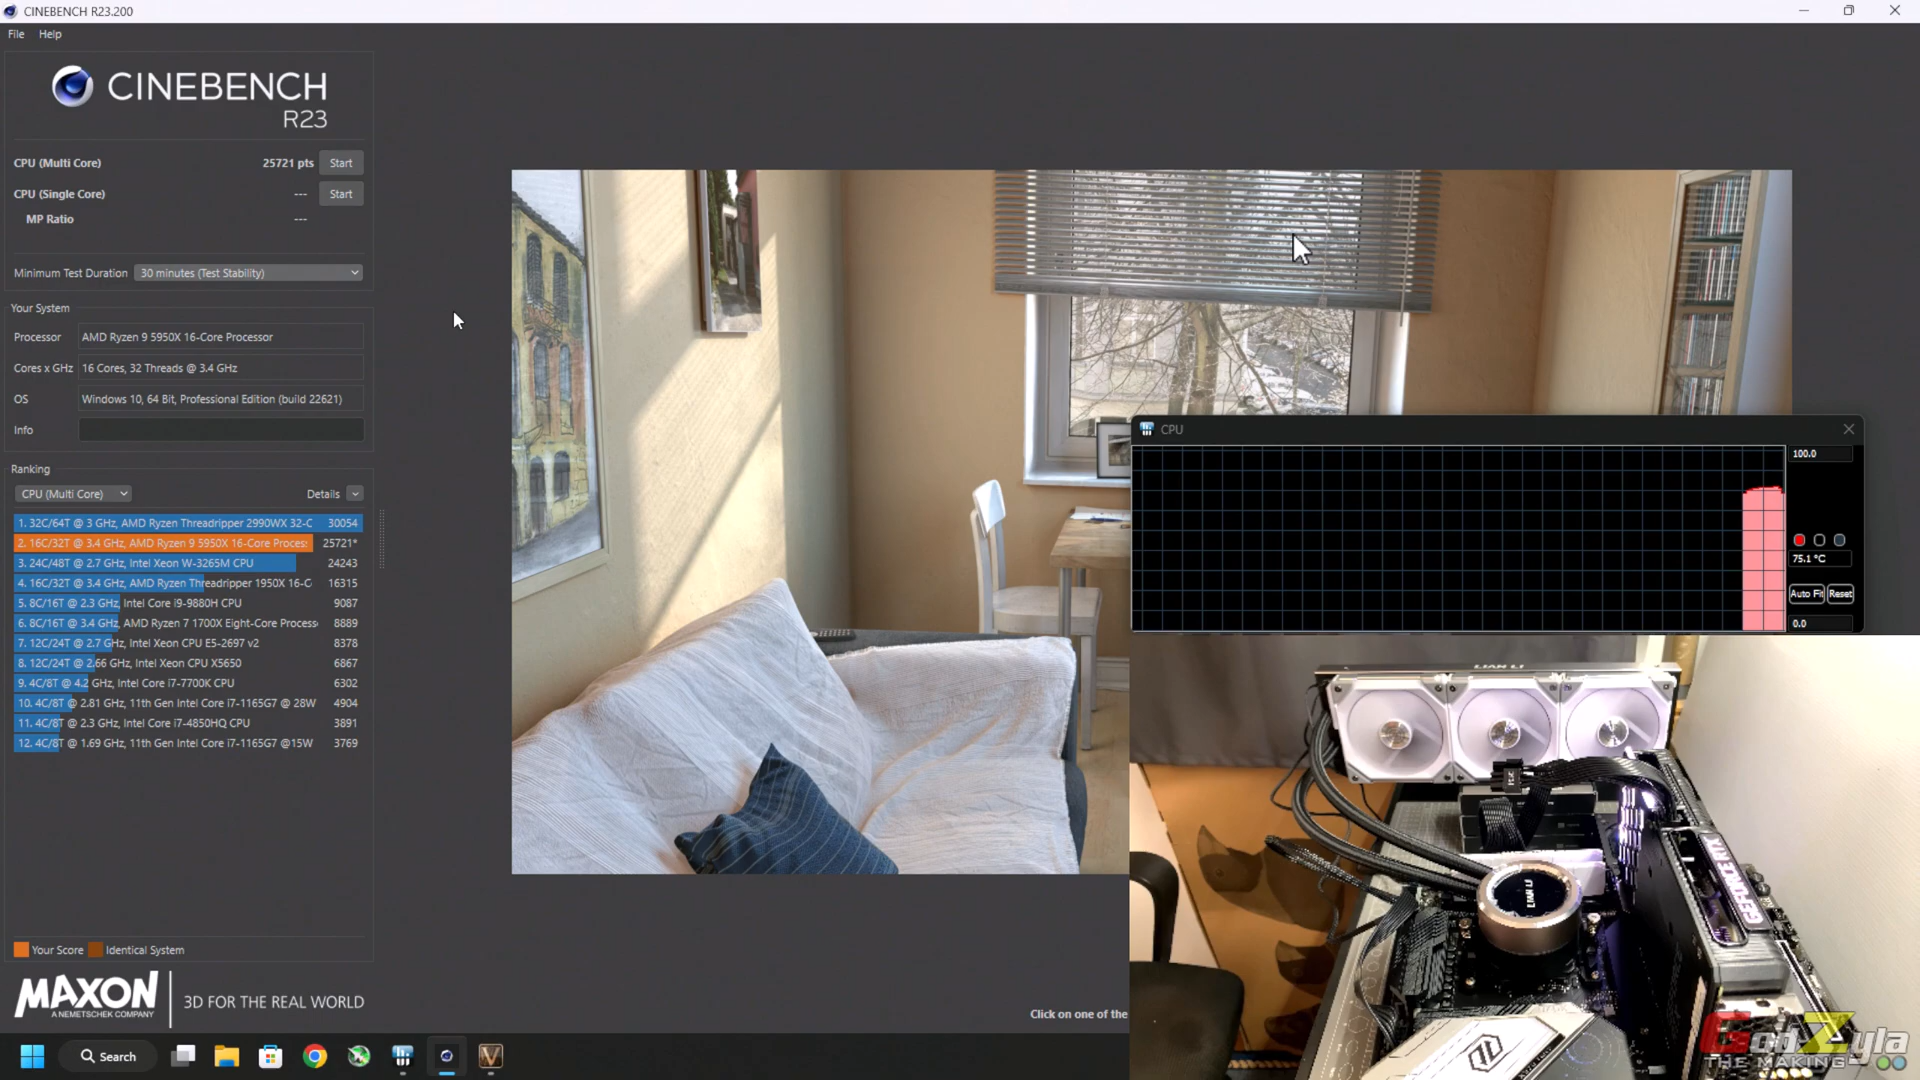 CINEBENCH R23.200
File Help
CINEBENCH
R23
CPU (Multi Core) 25721 pts Start
CPU (Single Core) --- Start
MP Ratio ---
Minimum Test Duration 30 minutes (Test Stability)
Your System
Processor AMD Ryzen 9 5950X 16-Core Processor
Cores x GHz 16 Cores, 32 Threads @ 3.4 GHz
OS Windows 10, 64 Bit, Professional Edition (build 22621)
Info
Ranking
CPU (Multi Core) Details
1. 32C/64T @ 3 GHz, AMD Ryzen Threadripper 2990WX 32-C 30054
2. 16C/32T @ 3.4 GHz, AMD Ryzen 9 5950X 16-Core Proces: 25721*
3. 24C/48T @ 2.7 GHz, Intel Xeon W-3265M CPU 24243
4. 16C/32T @ 3.4 GHz, AMD Ryzen Threadripper 1950X 16-C 16315
5. 8C/16T @ 2.3 GHz, Intel Core i9-9880H CPU 9087
6. 8C/16T @ 3.4 GHz, AMD Ryzen 7 1700X Eight-Core Process 8889
7. 12C/24T @ 2.7 GHz, Intel Xeon CPU E5-2697 v2 8378
8. 12C/24T @ 2.66 GHz, Intel Xeon CPU X5650 6867
9. 4C/8T @ 4.2 GHz, Intel Core i7-7700K CPU 6302
10. 4C/8T @ 2.81 GHz, 11th Gen Intel Core i7-1165G7 @ 28W 4904
11. 4C/8T @ 2.3 GHz, Intel Core i7-4850HQ CPU 3891
12. 4C/8T @ 1.69 GHz, 11th Gen Intel Core i7-1165G7 @15W 3769
Your Score Identical System
MAXON
A NEMETSCHEK COMPANY
3D FOR THE REAL WORLD
Click on one of the
Search
CPU
100.0
75.1 °C
Auto Fit Reset
0.0
LIAN LI
LIAN LI
GEFORCE RTX
GabZyla
THE MAKING